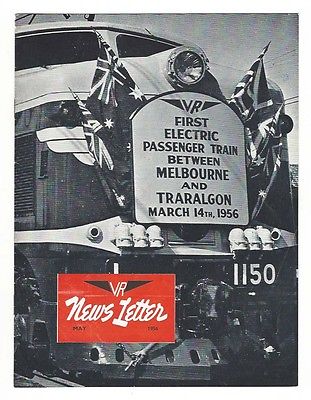 VR
FIRST
ELECTRIC
PASSENGER TRAIN
BETWEEN
MELBOURNE
AND
TRARALGON
MARCH 14TH, 1956
1150
VR
News Letter
MAY 1956